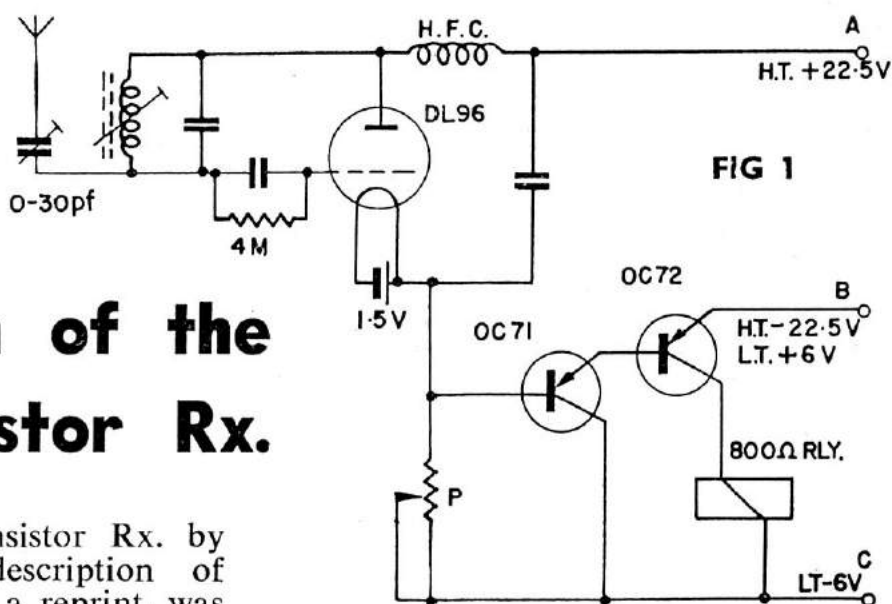 H.F.C.
A
H.T. +22·5V
DL96
FIG 1
0-30pf
4M
1·5V
OC72
B
OC71
H.T.-22·5V
L.T.+6V
of the
stor Rx.
800Ω RLY.
P
nsistor Rx. by
description of
a reprint was
C
LT-6V